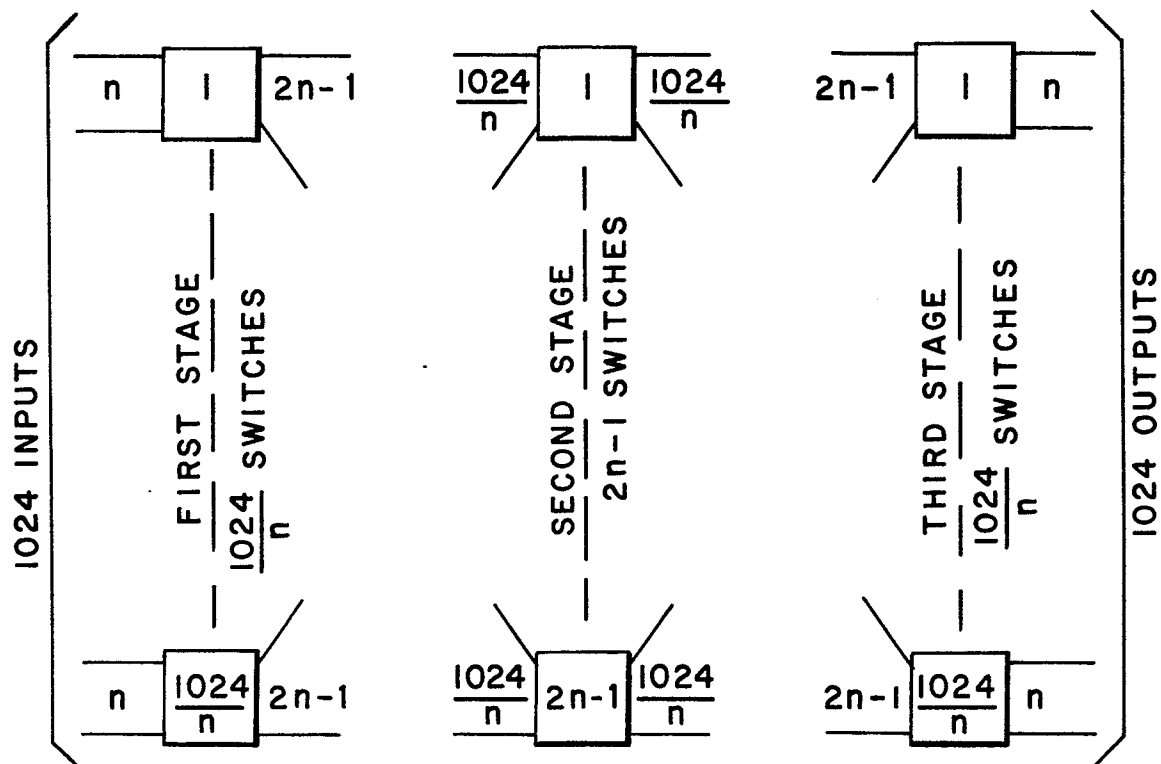 n
1
2n-1
1024
n
1
1024
n
2n-1
1
n
1024 INPUTS
FIRST STAGE
1024
n
SWITCHES
SECOND STAGE
2n-1 SWITCHES
THIRD STAGE
1024
n
SWITCHES
1024 OUTPUTS
n
1024
n
2n-1
1024
n
2n-1
1024
n
2n-1
1024
n
n